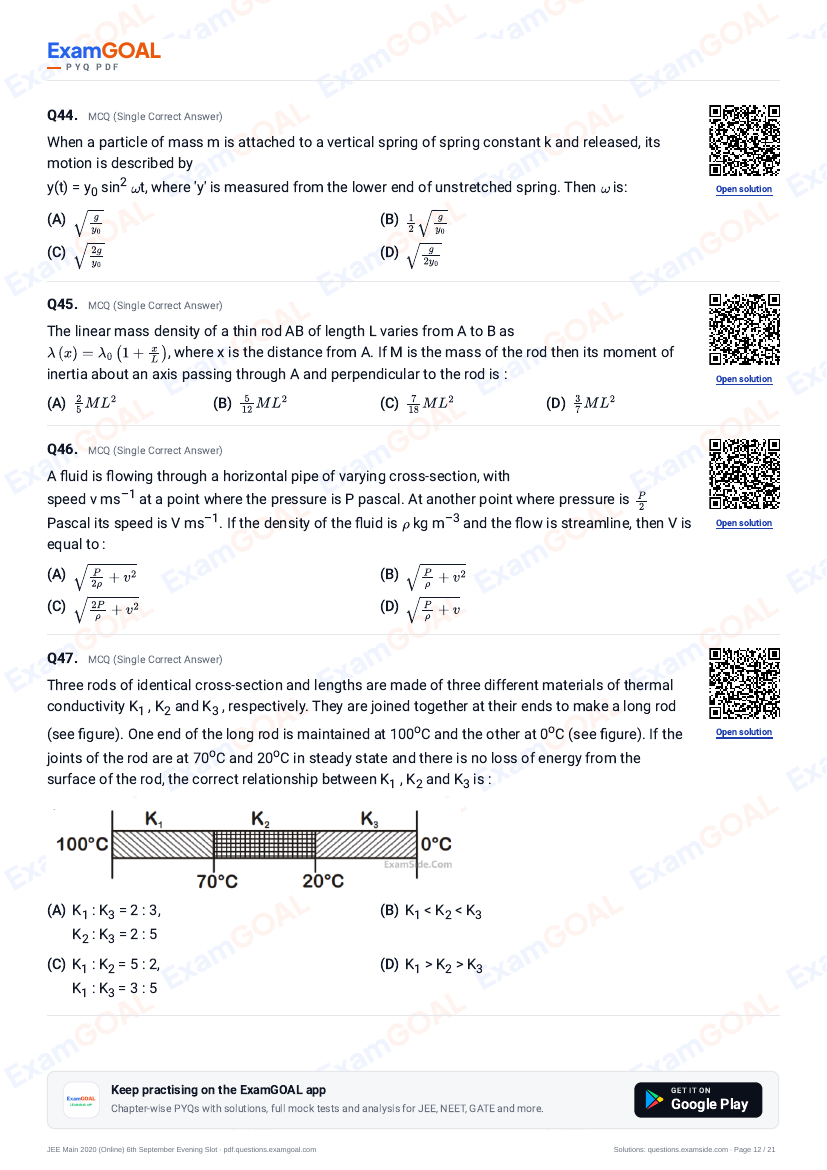 ExamGOAL
PYQ PDF
Q44. MCQ (Single Correct Answer)
When a particle of mass m is attached to a vertical spring of spring constant k and released, its
motion is described by
y(t) = y₀ sin² ωt, where 'y' is measured from the lower end of unstretched spring. Then ω is:
(A) √(g/y₀)
(B) 1/2 √(g/y₀)
(C) √(2g/y₀)
(D) √(g/2y₀)
Open solution
Q45. MCQ (Single Correct Answer)
The linear mass density of a thin rod AB of length L varies from A to B as
λ(x) = λ₀(1 + x/L), where x is the distance from A. If M is the mass of the rod then its moment of
inertia about an axis passing through A and perpendicular to the rod is :
(A) 2/5 ML² (B) 5/12 ML² (C) 7/18 ML² (D) 3/7 ML²
Open solution
Q46. MCQ (Single Correct Answer)
A fluid is flowing through a horizontal pipe of varying cross-section, with
speed v ms⁻¹ at a point where the pressure is P pascal. At another point where pressure is P/2
Pascal its speed is V ms⁻¹. If the density of the fluid is ρ kg m⁻³ and the flow is streamline, then V is
equal to :
(A) √(P/2ρ + v²)
(B) √(P/ρ + v²)
(C) √(2P/ρ + v²)
(D) √(P/ρ + v)
Open solution
Q47. MCQ (Single Correct Answer)
Three rods of identical cross-section and lengths are made of three different materials of thermal
conductivity K₁ , K₂ and K₃ , respectively. They are joined together at their ends to make a long rod
(see figure). One end of the long rod is maintained at 100°C and the other at 0°C (see figure). If the
joints of the rod are at 70°C and 20°C in steady state and there is no loss of energy from the
surface of the rod, the correct relationship between K₁ , K₂ and K₃ is :
Open solution
K₁ K₂ K₃
100°C 0°C
ExamSide.Com
70°C 20°C
(A) K₁ : K₃ = 2 : 3,
K₂ : K₃ = 2 : 5
(B) K₁ < K₂ < K₃
(C) K₁ : K₂ = 5 : 2,
K₁ : K₃ = 3 : 5
(D) K₁ > K₂ > K₃
Keep practising on the ExamGOAL app
Chapter-wise PYQs with solutions, full mock tests and analysis for JEE, NEET, GATE and more.
GET IT ON
Google Play
JEE Main 2020 (Online) 6th September Evening Slot · pdf.questions.examgoal.com
Solutions: questions.examside.com · Page 12 / 21